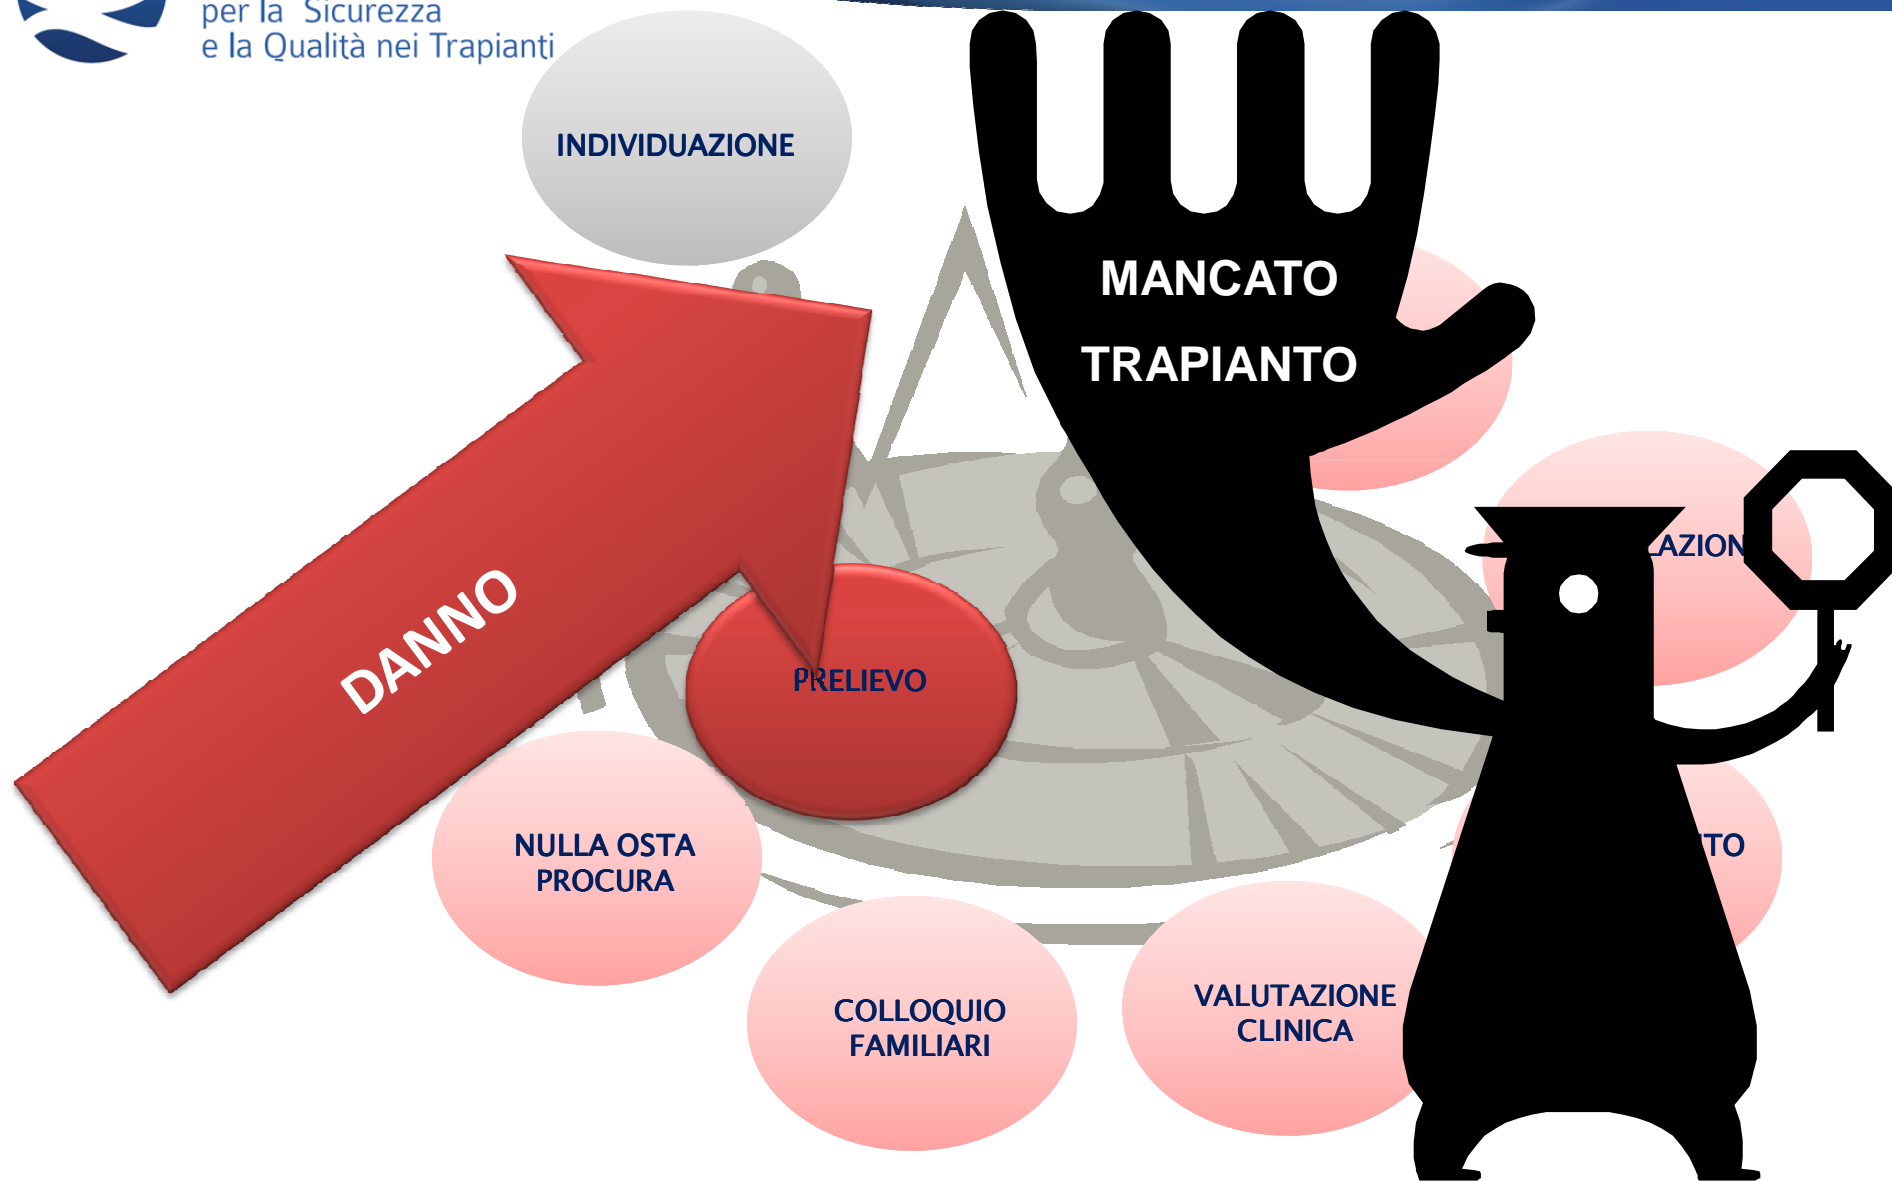 per la Sicurezza
e la Qualità nei Trapianti
INDIVIDUAZIONE
MANCATO
TRAPIANTO
DANNO
PRELIEVO
NULLA OSTA
PROCURA
COLLOQUIO
FAMILIARI
VALUTAZIONE
CLINICA